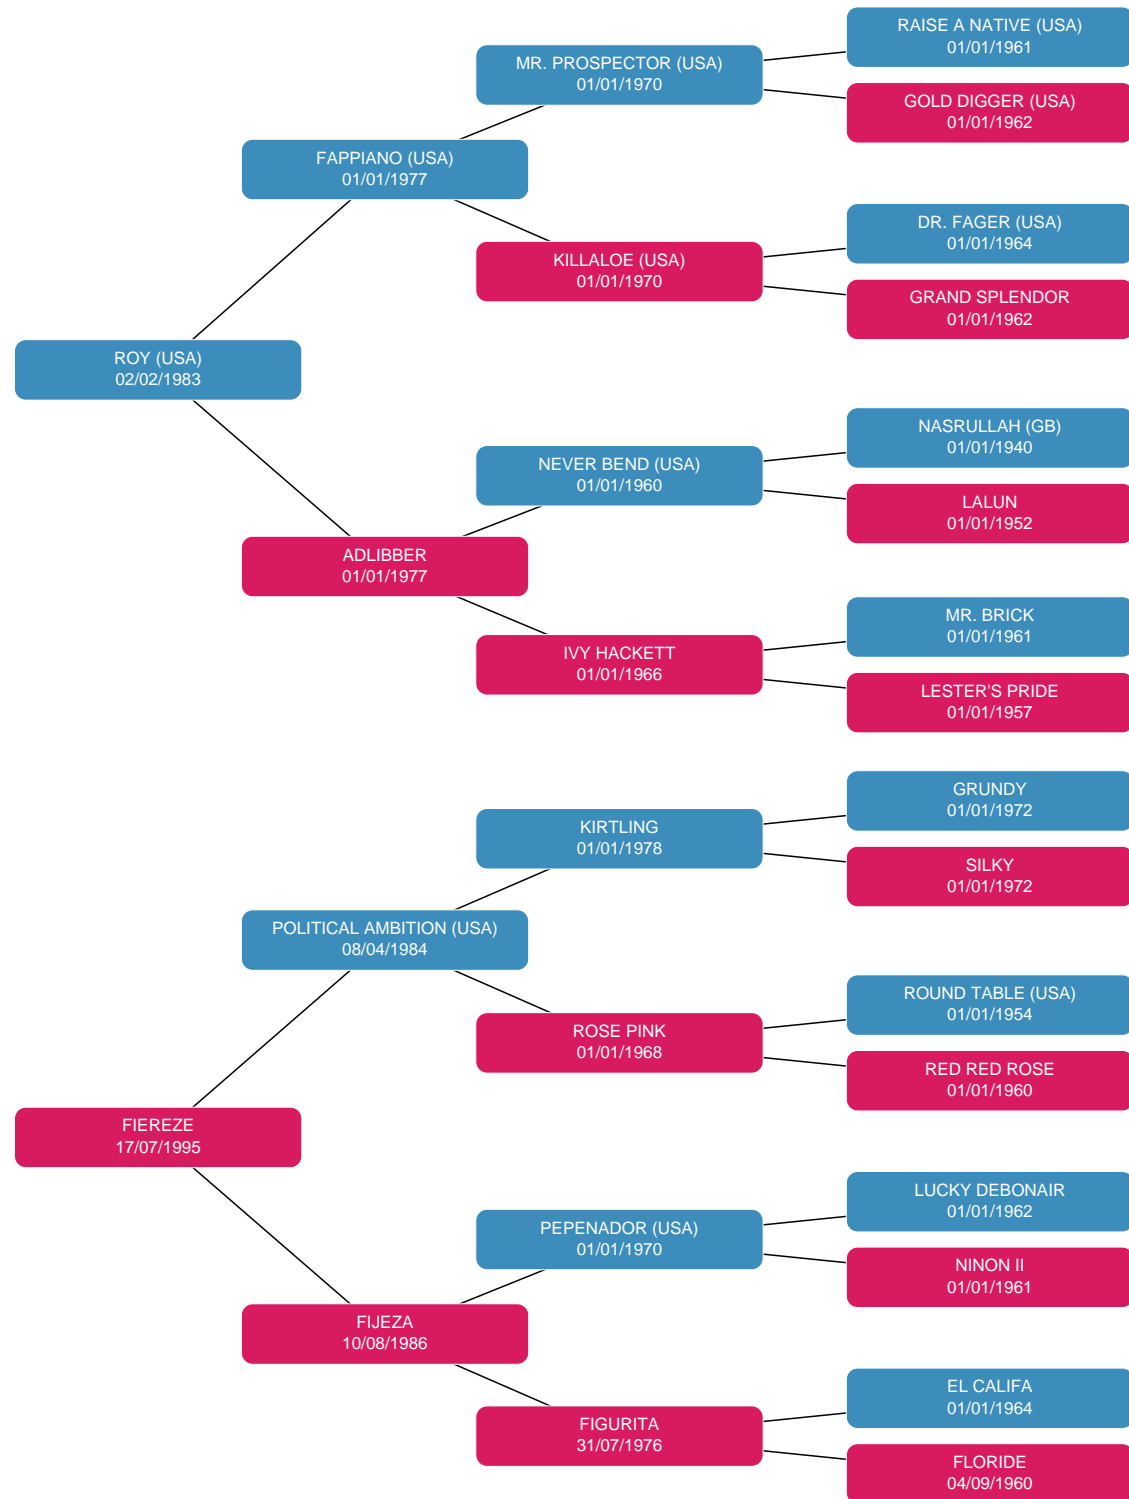 RAISE A NATIVE (USA)
01/01/1961
MR. PROSPECTOR (USA)
01/01/1970
GOLD DIGGER (USA)
01/01/1962
FAPPIANO (USA)
01/01/1977
DR. FAGER (USA)
01/01/1964
KILLALOE (USA)
01/01/1970
GRAND SPLENDOR
01/01/1962
ROY (USA)
02/02/1983
NASRULLAH (GB)
01/01/1940
NEVER BEND (USA)
01/01/1960
LALUN
01/01/1952
ADLIBBER
01/01/1977
MR. BRICK
01/01/1961
IVY HACKETT
01/01/1966
LESTER'S PRIDE
01/01/1957
GRUNDY
01/01/1972
KIRTLING
01/01/1978
SILKY
01/01/1972
POLITICAL AMBITION (USA)
08/04/1984
ROUND TABLE (USA)
01/01/1954
ROSE PINK
01/01/1968
RED RED ROSE
01/01/1960
FIEREZE
17/07/1995
LUCKY DEBONAIR
01/01/1962
PEPENADOR (USA)
01/01/1970
NINON II
01/01/1961
FIJEZA
10/08/1986
EL CALIFA
01/01/1964
FIGURITA
31/07/1976
FLORIDE
04/09/1960